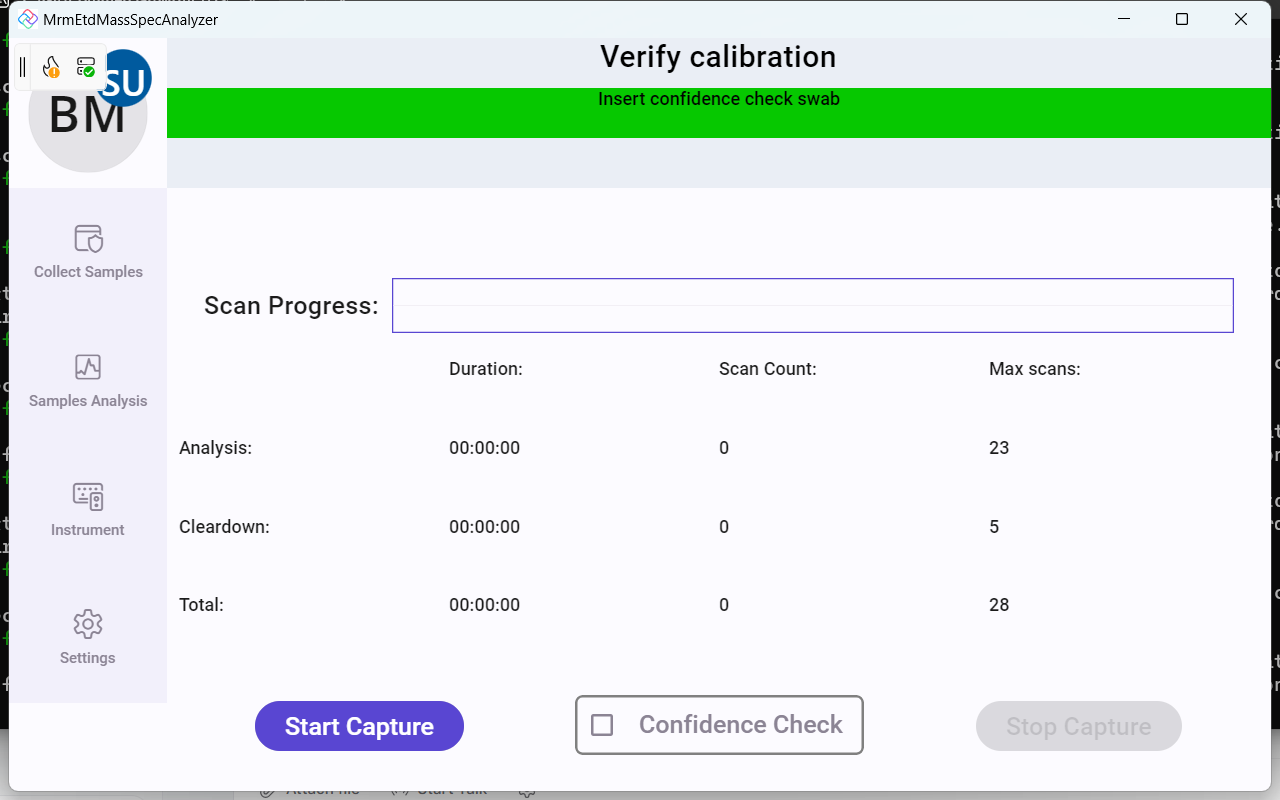 MrmEtdMassSpecAnalyzer
SU
BM
Verify calibration
Insert confidence check swab
Collect Samples
Samples Analysis
Instrument
Settings
Scan Progress:
Duration: Scan Count: Max scans:
Analysis: 00:00:00 0 23
Cleardown: 00:00:00 0 5
Total: 00:00:00 0 28
Start Capture
Confidence Check
Stop Capture